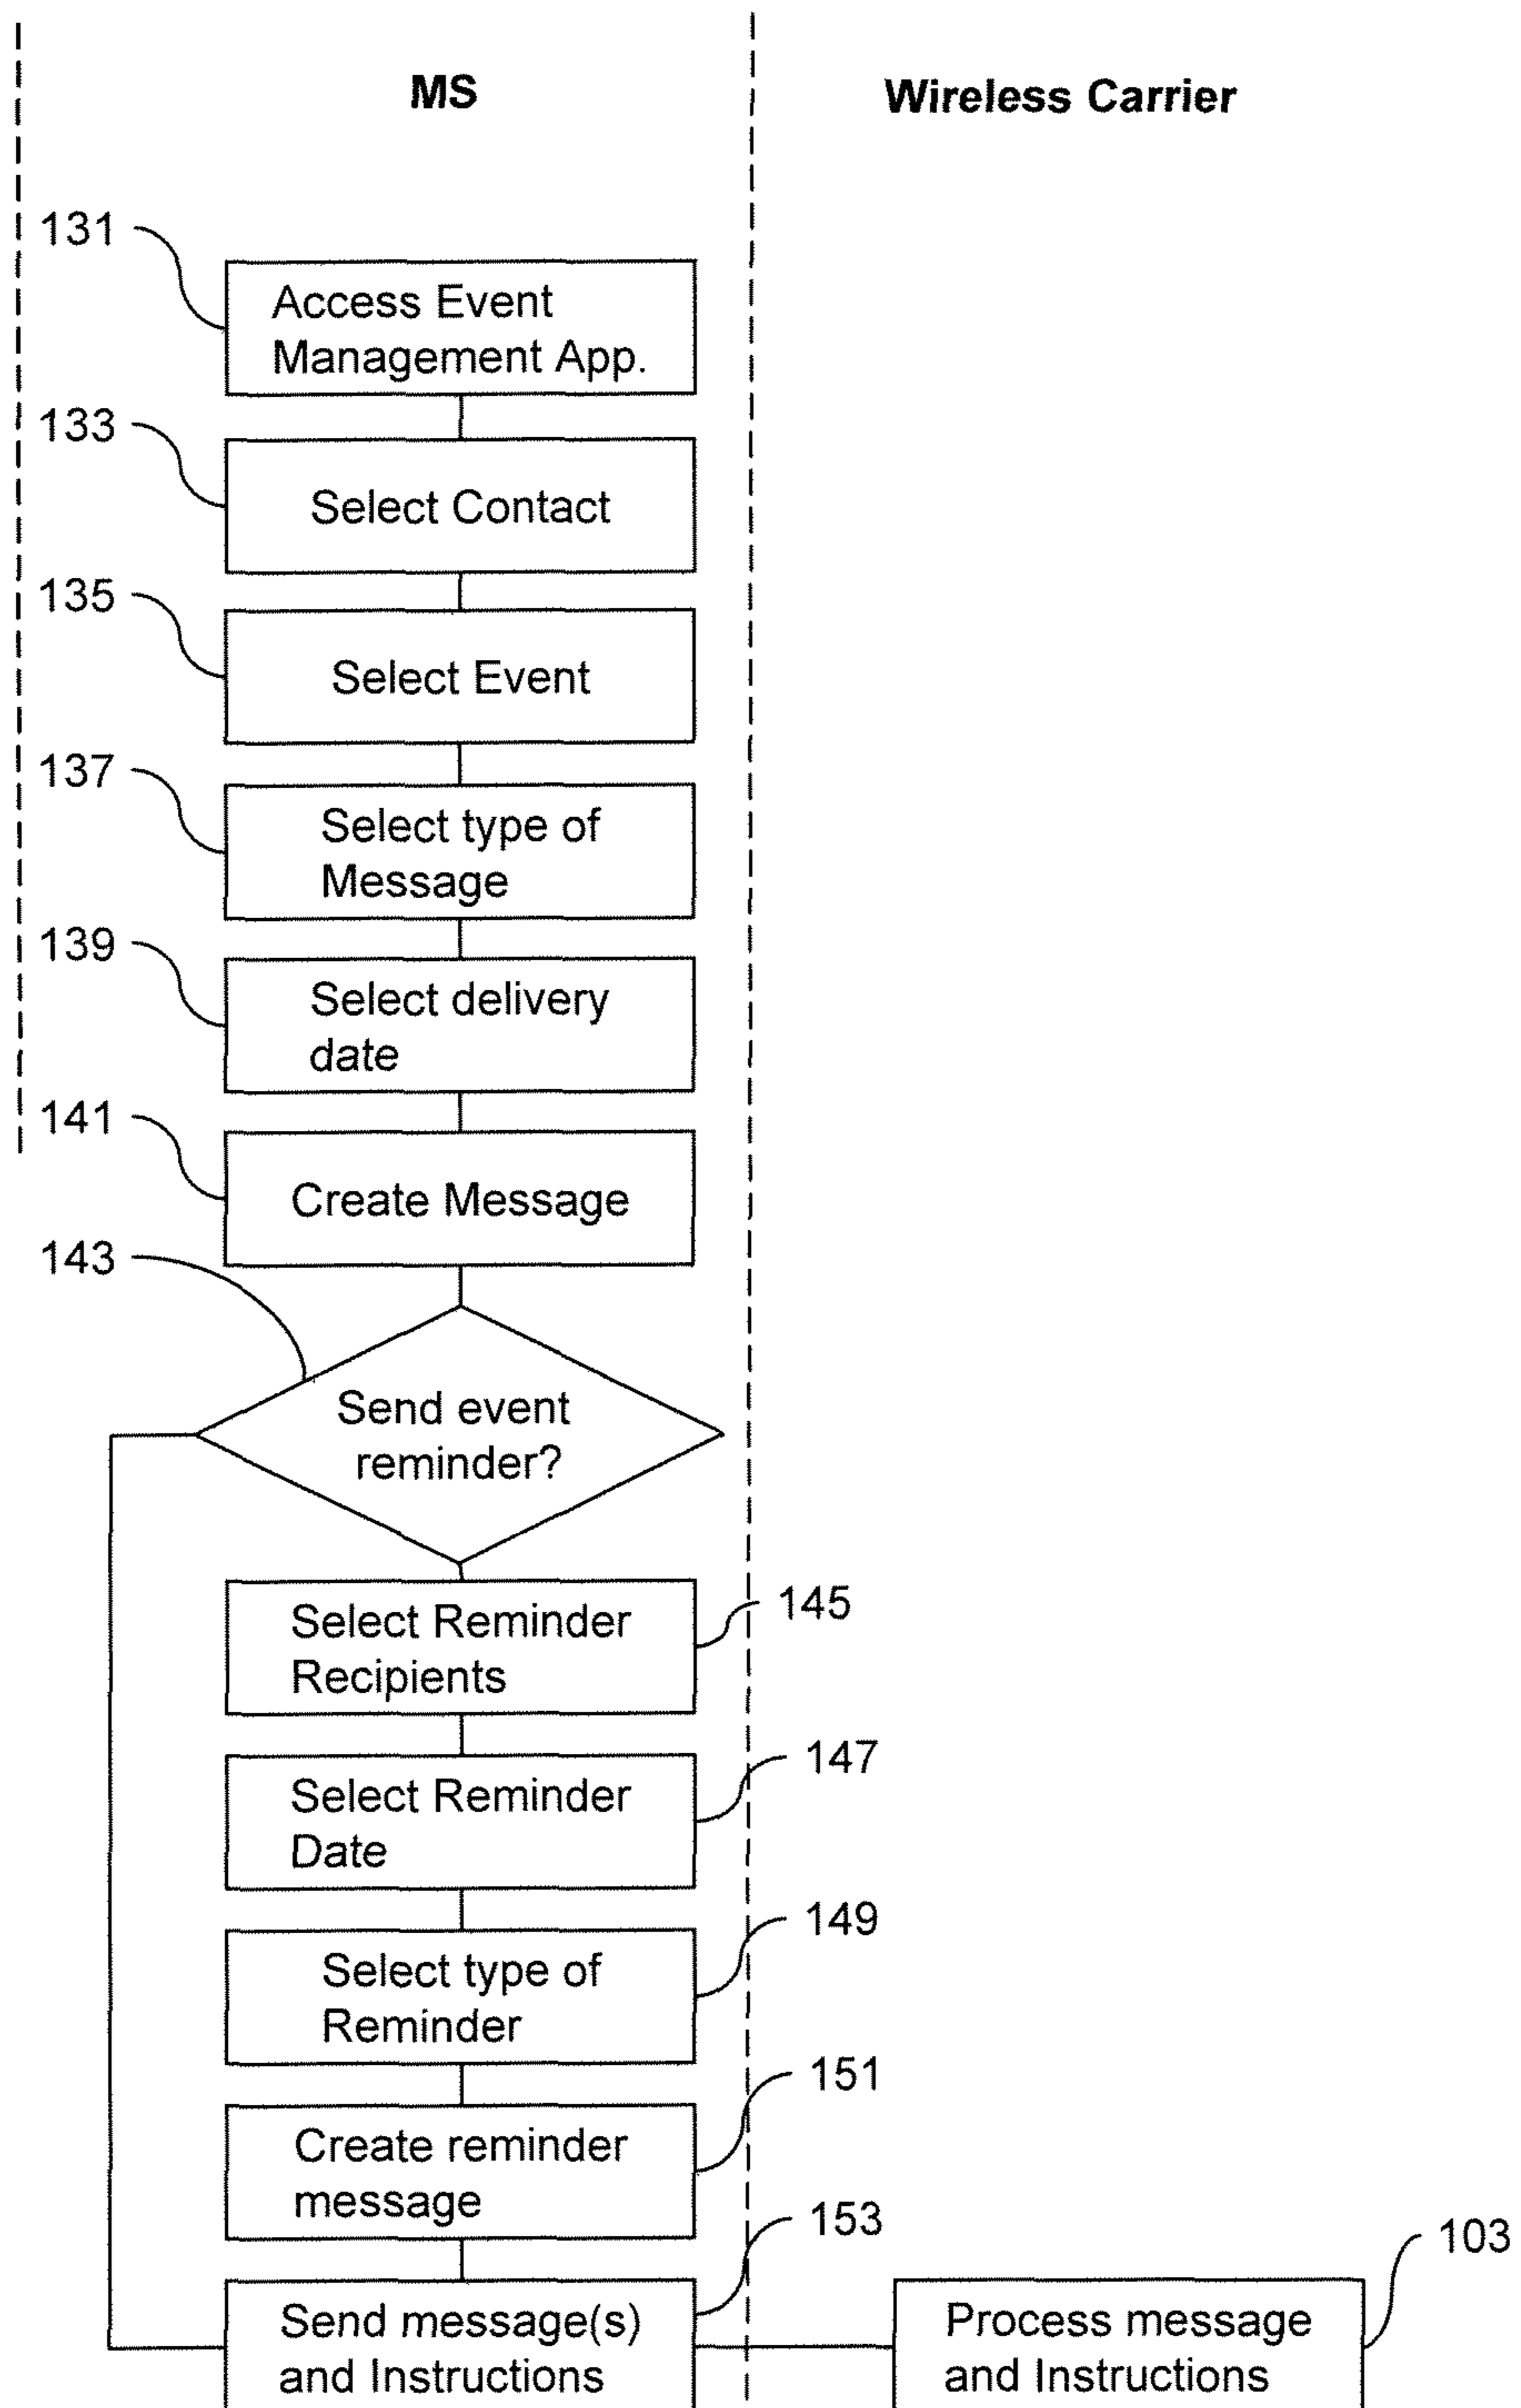 MS
Wireless Carrier
131
Access Event
Management App.
133
Select Contact
135
Select Event
137
Select type of
Message
139
Select delivery
date
141
Create Message
143
Send event
reminder?
Select Reminder
Recipients
145
Select Reminder
Date
147
Select type of
Reminder
149
Create reminder
message
151
Send message(s)
and Instructions
153
Process message
and Instructions
103